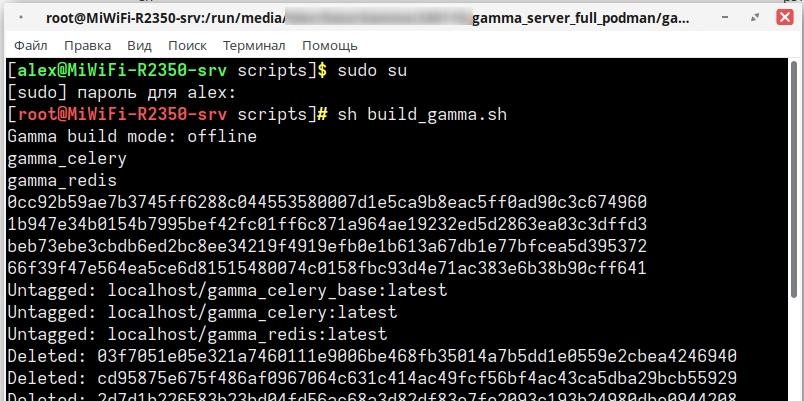 root@MiWiFi-R2350-srv:/run/media/ gamma_server_full_podman/ga...
Файл Правка Вид Поиск Терминал Помощь
[alex@MiWiFi-R2350-srv scripts]$ sudo su
[sudo] пароль для alex:
[root@MiWiFi-R2350-srv scripts]# sh build_gamma.sh
Gamma build mode: offline
gamma_celery
gamma_redis
0cc92b59ae7b3745ff6288c044553580007d1e5ca9b8eac5ff0ad90c3c674960
1b947e34b0154b7995bef42fc01ff6c871a964ae19232ed5d2863ea03c3dffd3
beb73ebe3cbdb6ed2bc8ee34219f4919efb0e1b613a67db1e77bfcea5d395372
66f39f47e564ea5ce6d81515480074c0158fbc93d4e71ac383e6b38b90cff641
Untagged: localhost/gamma_celery_base:latest
Untagged: localhost/gamma_celery:latest
Untagged: localhost/gamma_redis:latest
Deleted: 03f7051e05e321a7460111e9006be468fb35014a7b5dd1e0559e2cbea4246940
Deleted: cd95875e675f486af0967064c631c414ac49fcf56bf4ac43ca5dba29bcb55929
Deleted: 2d7d1b226583b23bd04fd56ac68a3d82df83e7fe2093c193b24980dbe0944208